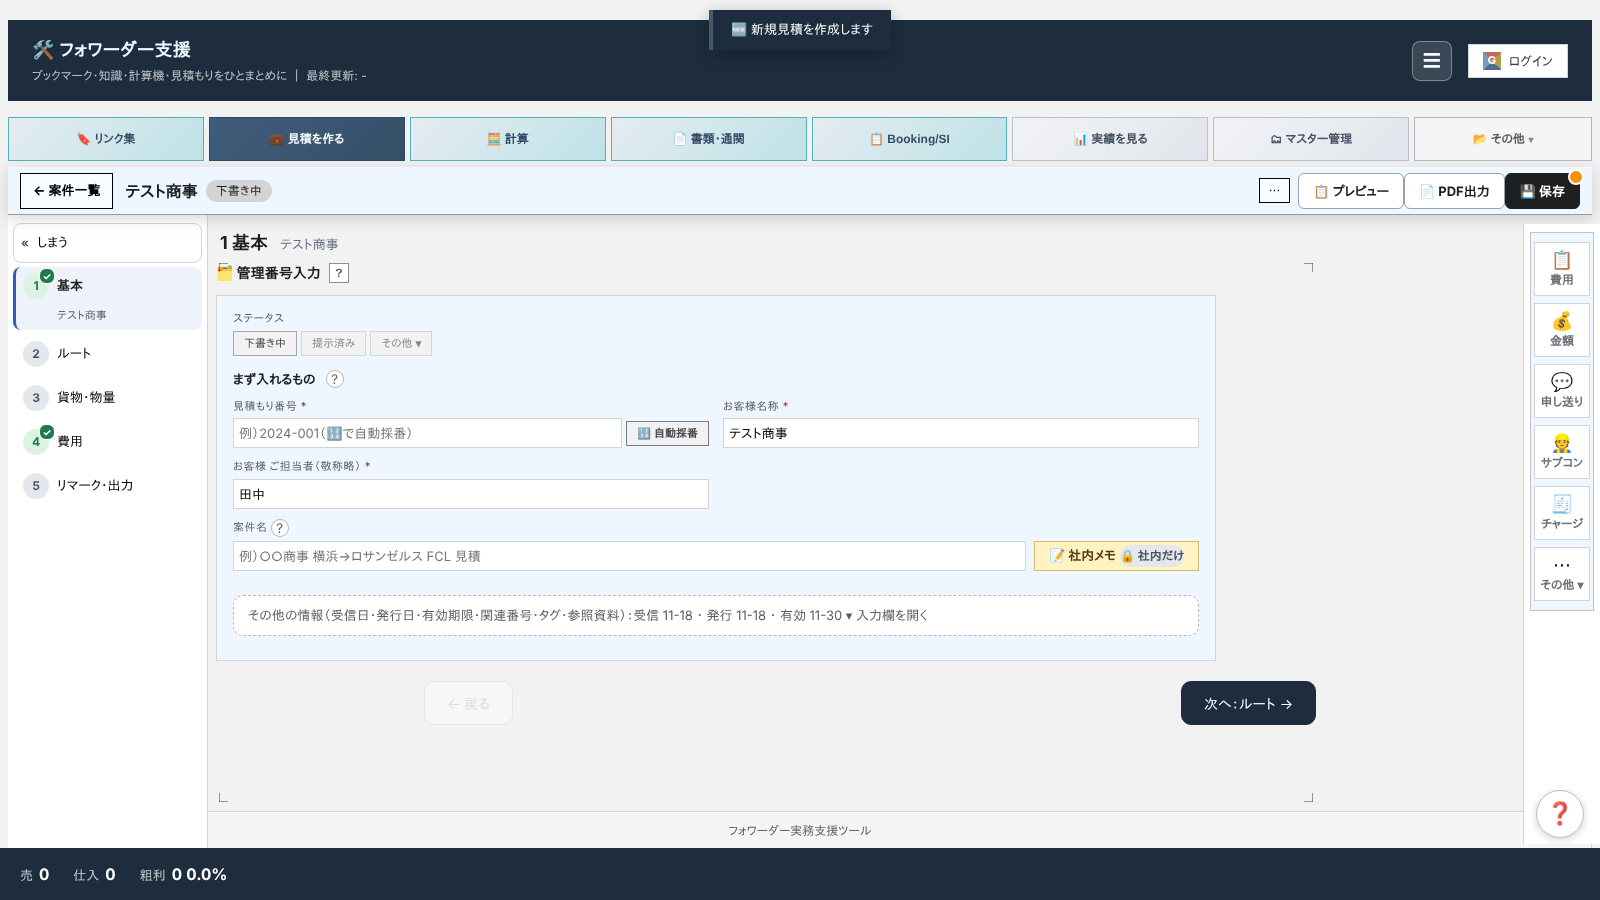 🆕 新規見積を作成します
🛠️ フォワーダー支援
ブックマーク・知識・計算機・見積もりをひとまとめに ｜ 最終更新: -
☰
G ログイン
🔖 リンク集
💼 見積を作る
🧮 計算
📄 書類・通関
📋 Booking/SI
📊 実績を見る
🗂 マスター管理
📂 その他 ▾
← 案件一覧
テスト商事
下書き中
…
📋 プレビュー
📄 PDF出力
💾 保存
« しまう
1 基本
テスト商事
2 ルート
3 貨物・物量
4 費用
5 リマーク・出力
1 基本 テスト商事
🗂️ 管理番号入力 ?
ステータス
下書き中
提示済み
その他 ▾
まず入れるもの ?
見積もり番号 *
例）2024-001（🔢で自動採番）
🔢 自動採番
お客様名称 *
テスト商事
お客様 ご担当者（敬称略） *
田中
案件名 ?
例）〇〇商事 横浜→ロサンゼルス FCL 見積
📝 社内メモ 🔒 社内だけ
その他の情報（受信日・発行日・有効期限・関連番号・タグ・参照資料）：受信 11-18 ・ 発行 11-18 ・ 有効 11-30 ▾ 入力欄を開く
← 戻る
次へ：ルート →
フォワーダー実務支援ツール
📋 費用
💰 金額
💬 申し送り
👷 サブコン
🧾 チャージ
… その他 ▾
❓
売 0 仕入 0 粗利 0 0.0%